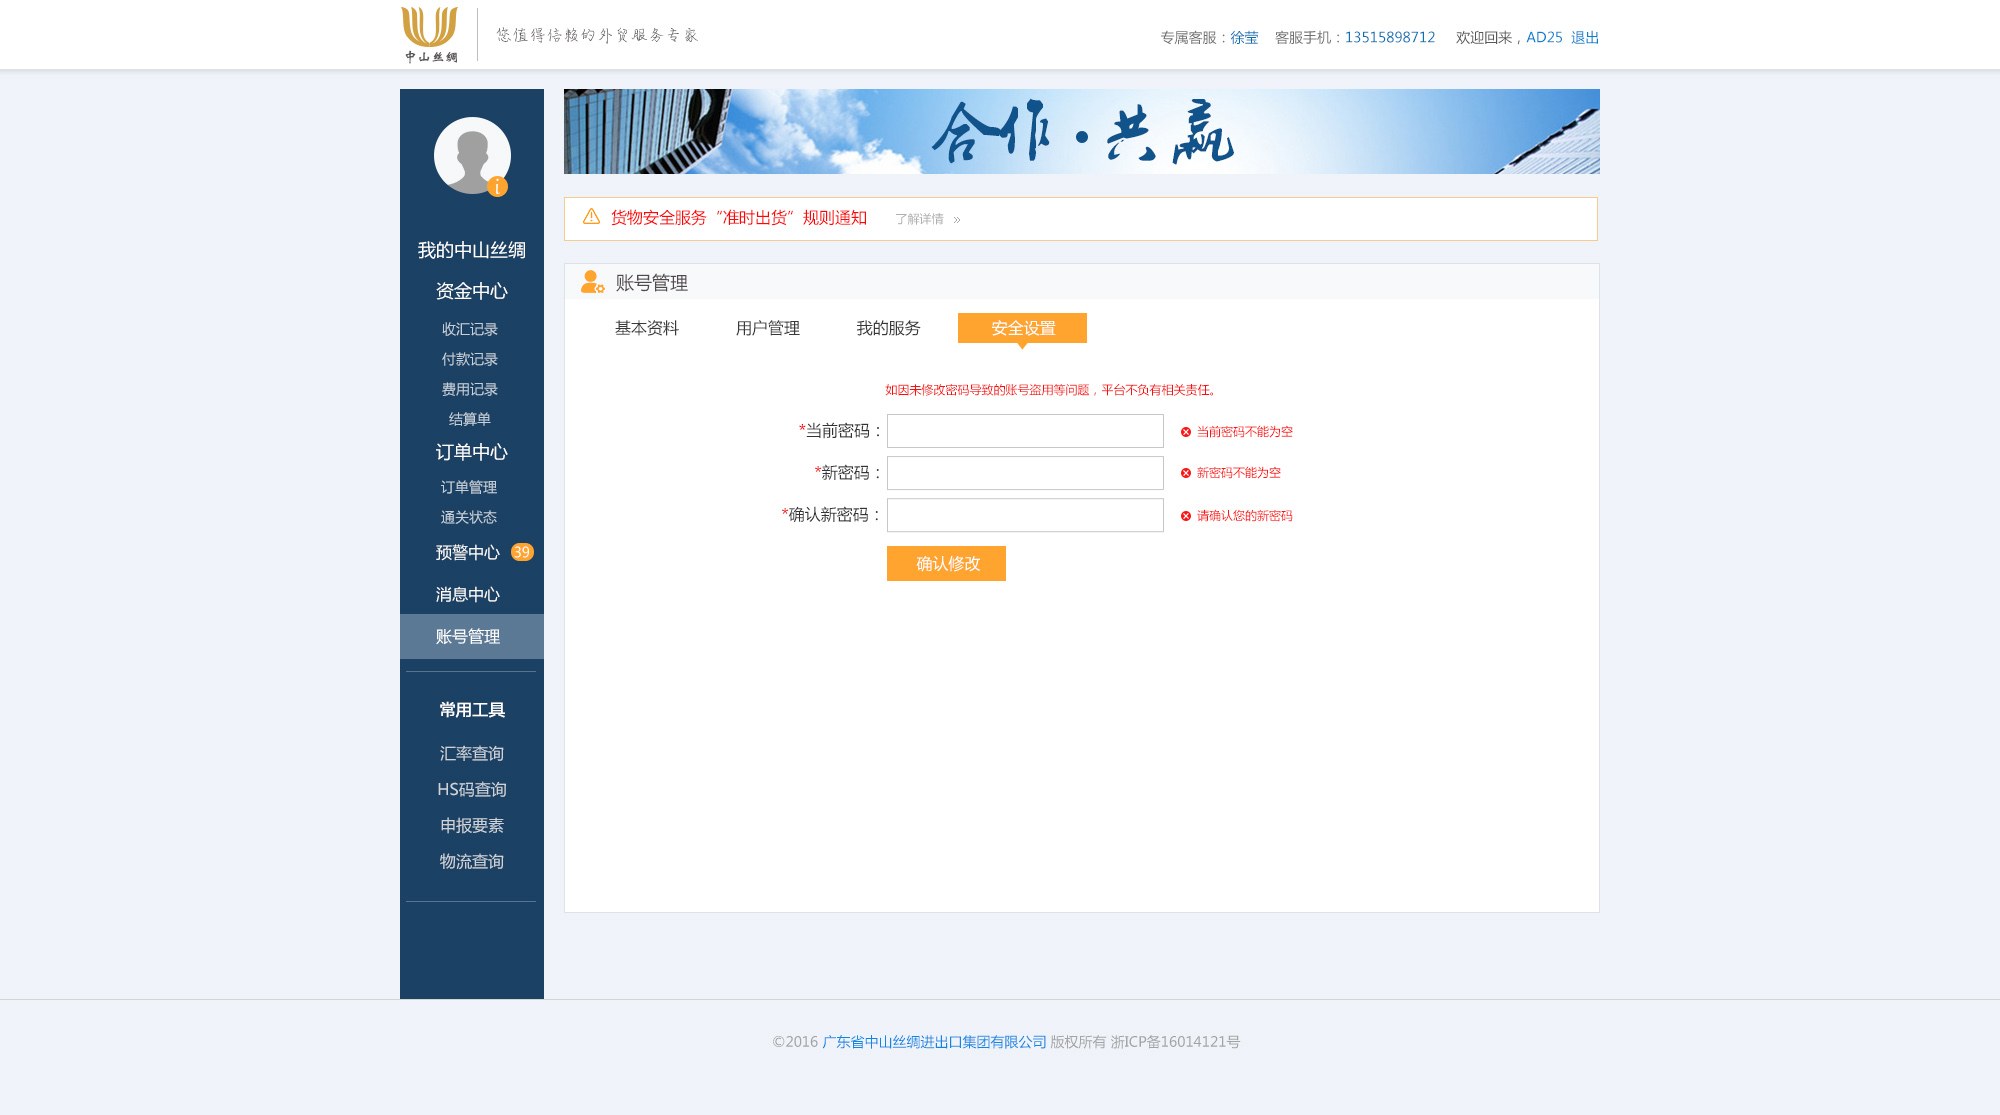 中山丝绸
您值得信赖的外贸服务专家
专属客服：徐莹 客服手机：13515898712 欢迎回来，AD25 退出
合作·共赢
i
我的中山丝绸
资金中心
收汇记录
付款记录
费用记录
结算单
订单中心
订单管理
通关状态
预警中心 39
消息中心
账号管理
常用工具
汇率查询
HS码查询
申报要素
物流查询
货物安全服务“准时出货”规则通知 了解详情 »
账号管理
基本资料 用户管理 我的服务 安全设置
如因未修改密码导致的账号盗用等问题，平台不负有相关责任。
*当前密码： 当前密码不能为空
*新密码： 新密码不能为空
*确认新密码： 请确认您的新密码
确认修改
©2016 广东省中山丝绸进出口集团有限公司 版权所有 浙ICP备16014121号